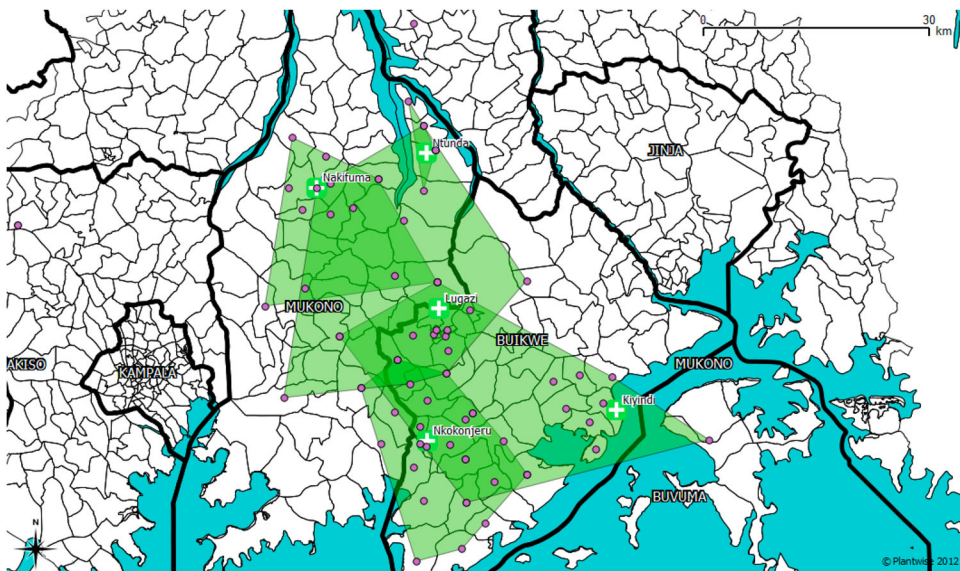 0 30
km
Ntunda
JINJA
Nakifuma
Lugazi
MUKONO
BUIKWE
AKISO
KAMPALA
MUKONO
Kiyindi
Nkokonjeru
BUVUMA
N
© Plantwise 2012